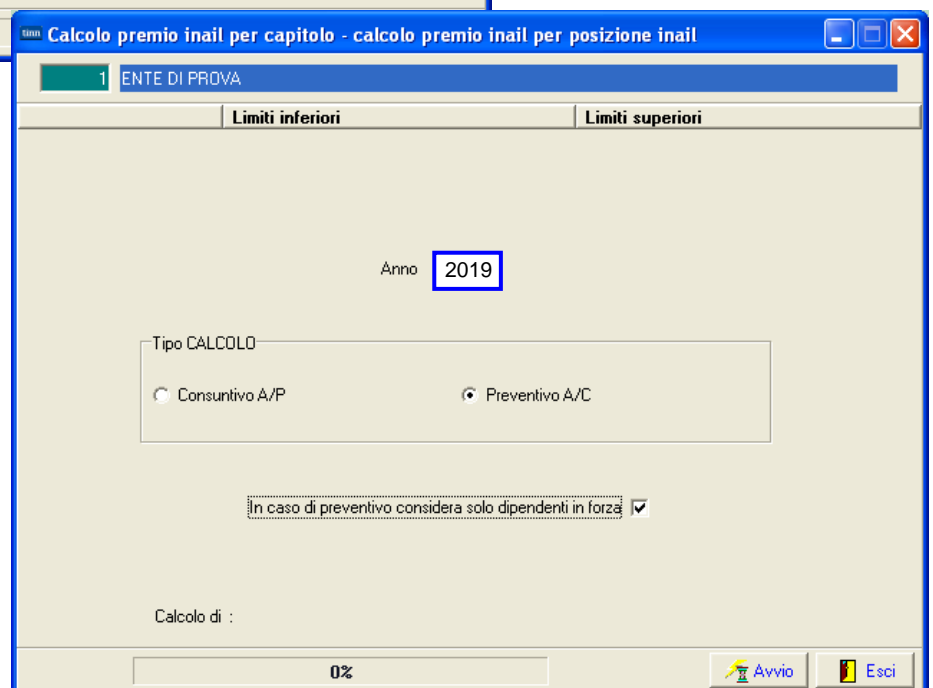 tinn Calcolo premio inail per capitolo - calcolo premio inail per posizione inail
1 ENTE DI PROVA
Limiti inferiori Limiti superiori
Anno 2019
Tipo CALCOLO
Consuntivo A/P Preventivo A/C
In caso di preventivo considera solo dipendenti in forza
Calcolo di :
0% Avvio Esci